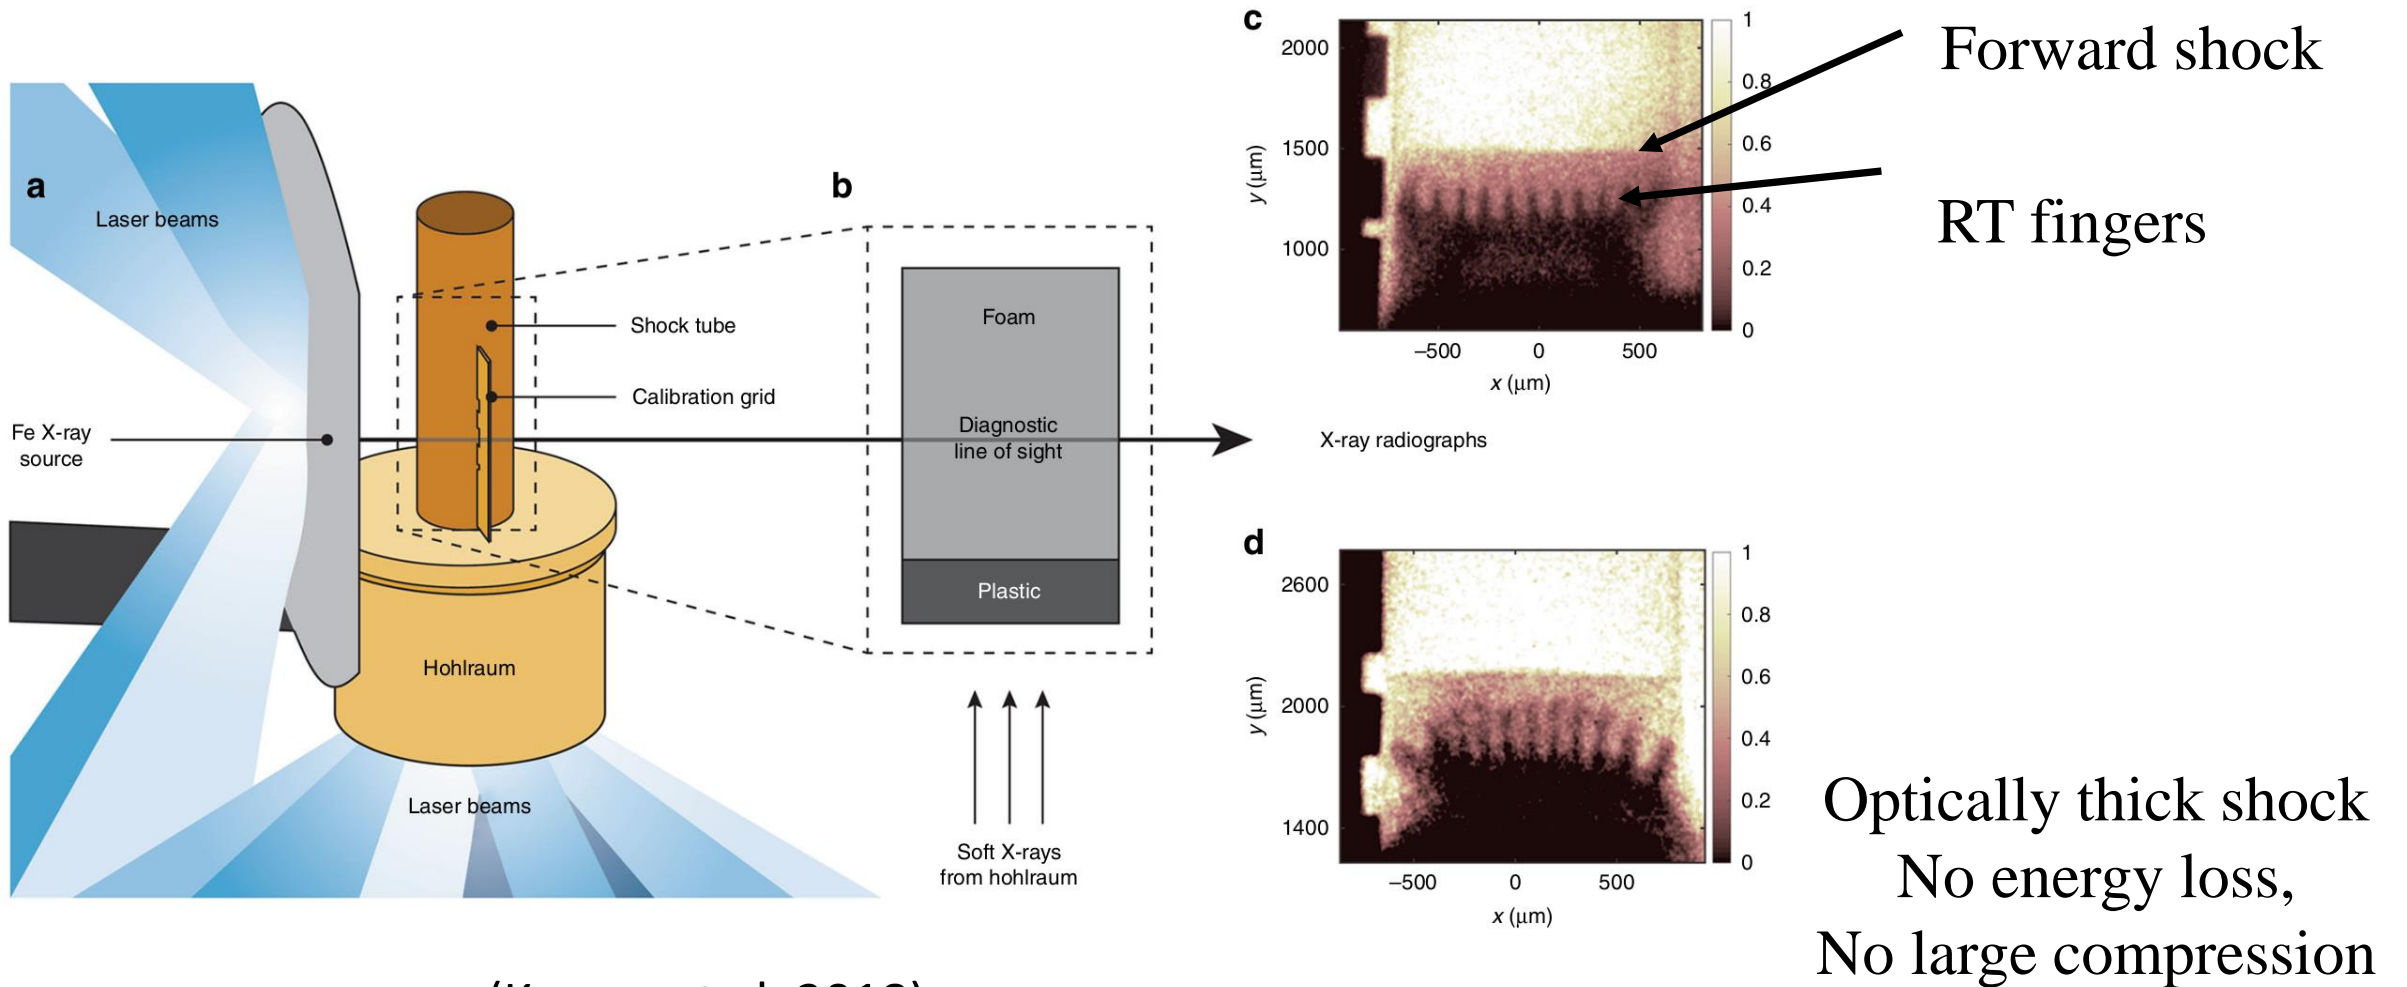 a
Laser beams
Fe X-ray
source
Shock tube
Calibration grid
Hohlraum
Laser beams
b
Foam
Diagnostic
line of sight
Plastic
Soft X-rays
from hohlraum
X-ray radiographs
c
2000
1500
1000
y (μm)
–500 0 500
x (μm)
1
0.8
0.6
0.4
0.2
0
Forward shock
RT fingers
d
2600
2000
1400
y (μm)
–500 0 500
x (μm)
1
0.8
0.6
0.4
0.2
0
Optically thick shock
No energy loss,
No large compression